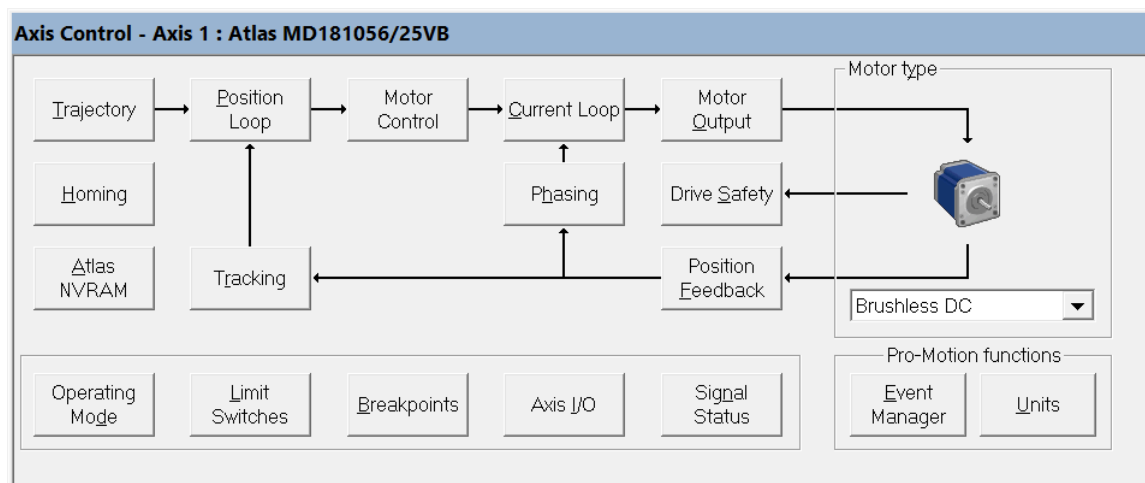 Axis Control - Axis 1 : Atlas MD181056/25VB
Motor type
Trajectory
Position
Loop
Motor
Control
Current Loop
Motor
Output
Homing
Phasing
Drive Safety
Atlas
NVRAM
Tracking
Position
Feedback
Brushless DC
Pro-Motion functions
Operating
Mode
Limit
Switches
Breakpoints
Axis I/O
Signal
Status
Event
Manager
Units